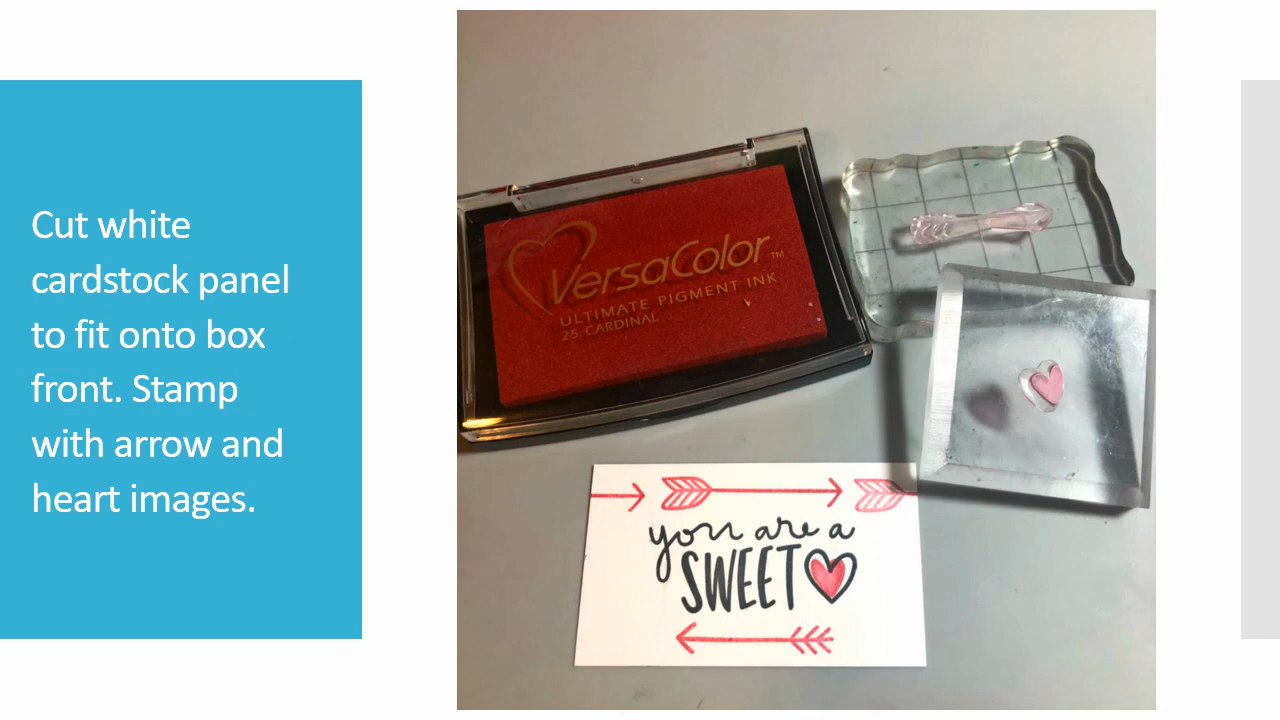 Cut white
cardstock panel
to fit onto box
front. Stamp
with arrow and
heart images.
VersaColor™
ULTIMATE PIGMENT INK
25 CARDINAL
you are a
SWEET